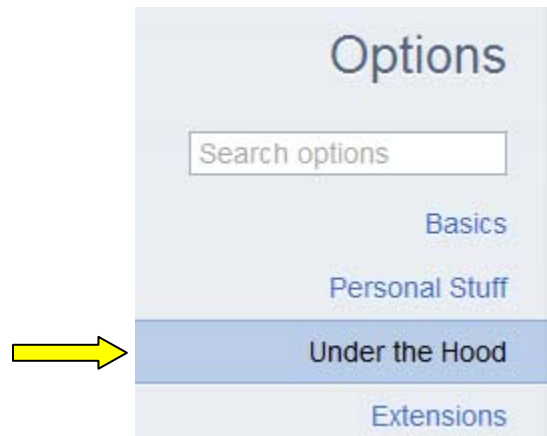 Options
Search options
Basics
Personal Stuff
Under the Hood
Extensions